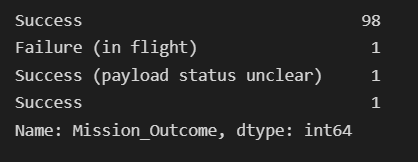 Success 98
Failure (in flight) 1
Success (payload status unclear) 1
Success 1
Name: Mission_Outcome, dtype: int64